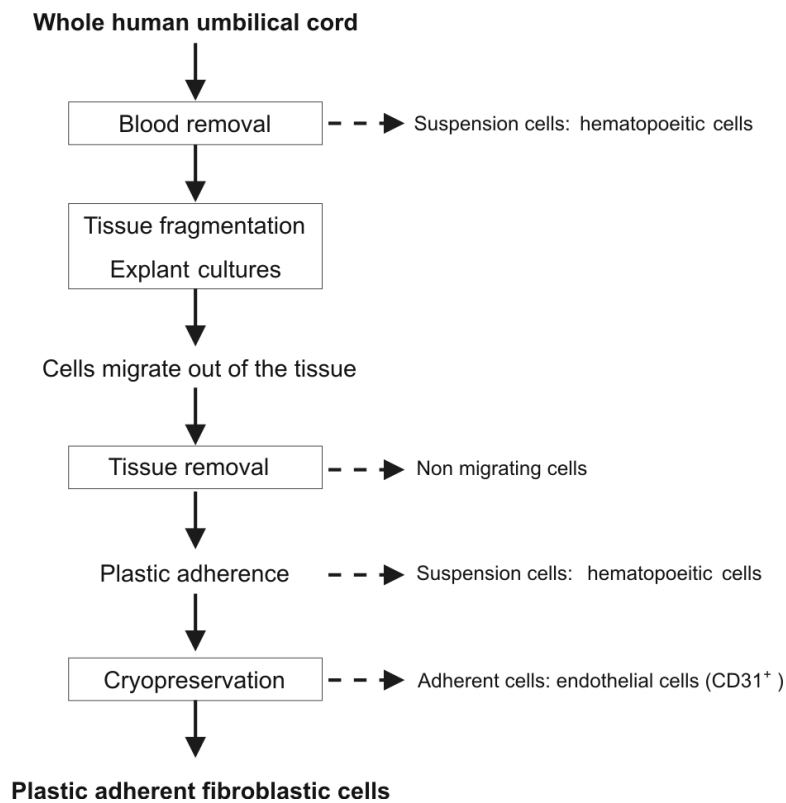 Whole human umbilical cord
Blood removal
Suspension cells: hematopoeitic cells
Tissue fragmentation
Explant cultures
Cells migrate out of the tissue
Tissue removal
Non migrating cells
Plastic adherence
Suspension cells: hematopoeitic cells
Cryopreservation
Adherent cells: endothelial cells (CD31⁺ )
Plastic adherent fibroblastic cells